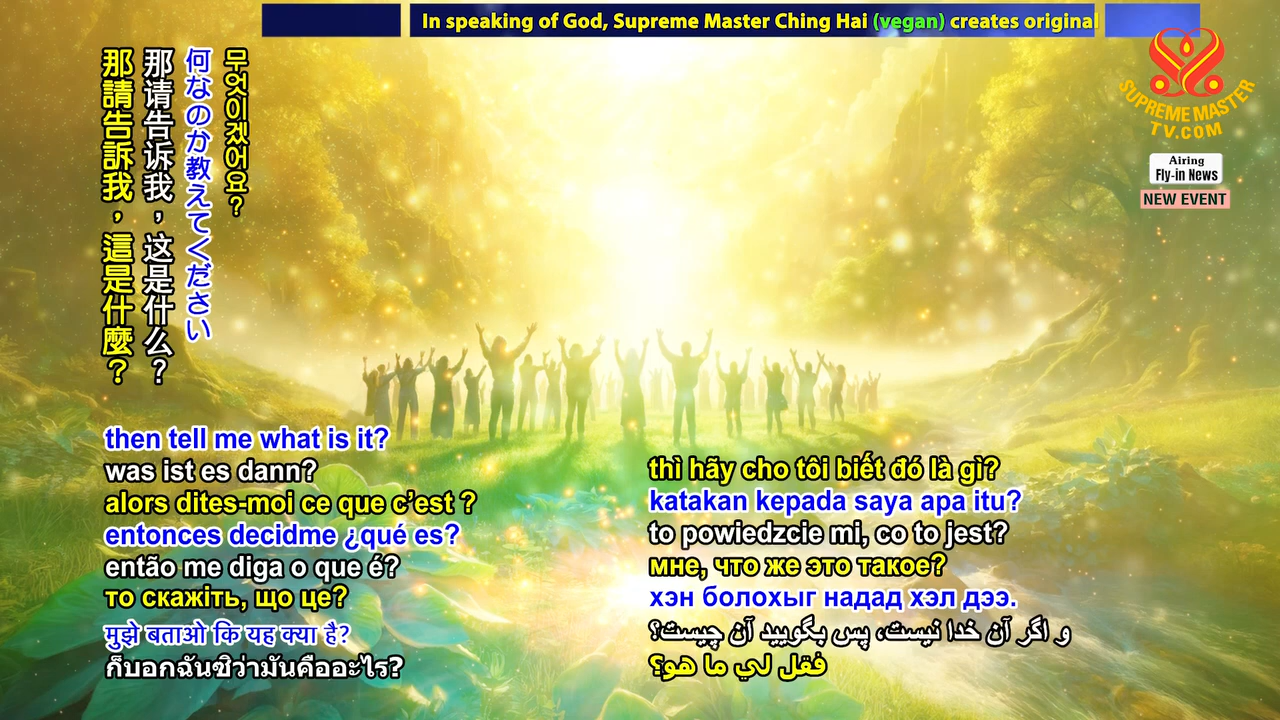 In speaking of God, Supreme Master Ching Hai (vegan) creates original
SUPREME MASTER
TV.COM
Airing
Fly-in News
NEW EVENT
무엇이겠어요?
何なのか教えてください
那请告诉我，这是什么？
那請告訴我，這是什麼？
then tell me what is it?
was ist es dann?
alors dites-moi ce que c’est ?
entonces decidme ¿qué es?
então me diga o que é?
то скажіть, що це?
मुझे बताओ कि यह क्या है?
ก็บอกฉันซิว่ามันคืออะไร?
thì hãy cho tôi biết đó là gì?
katakan kepada saya apa itu?
to powiedzcie mi, co to jest?
мне, что же это такое?
хэн болохыг надад хэл дээ.
و اگر آن خدا نیست، پس بگویید آن چیست؟
فقل لي ما هو؟